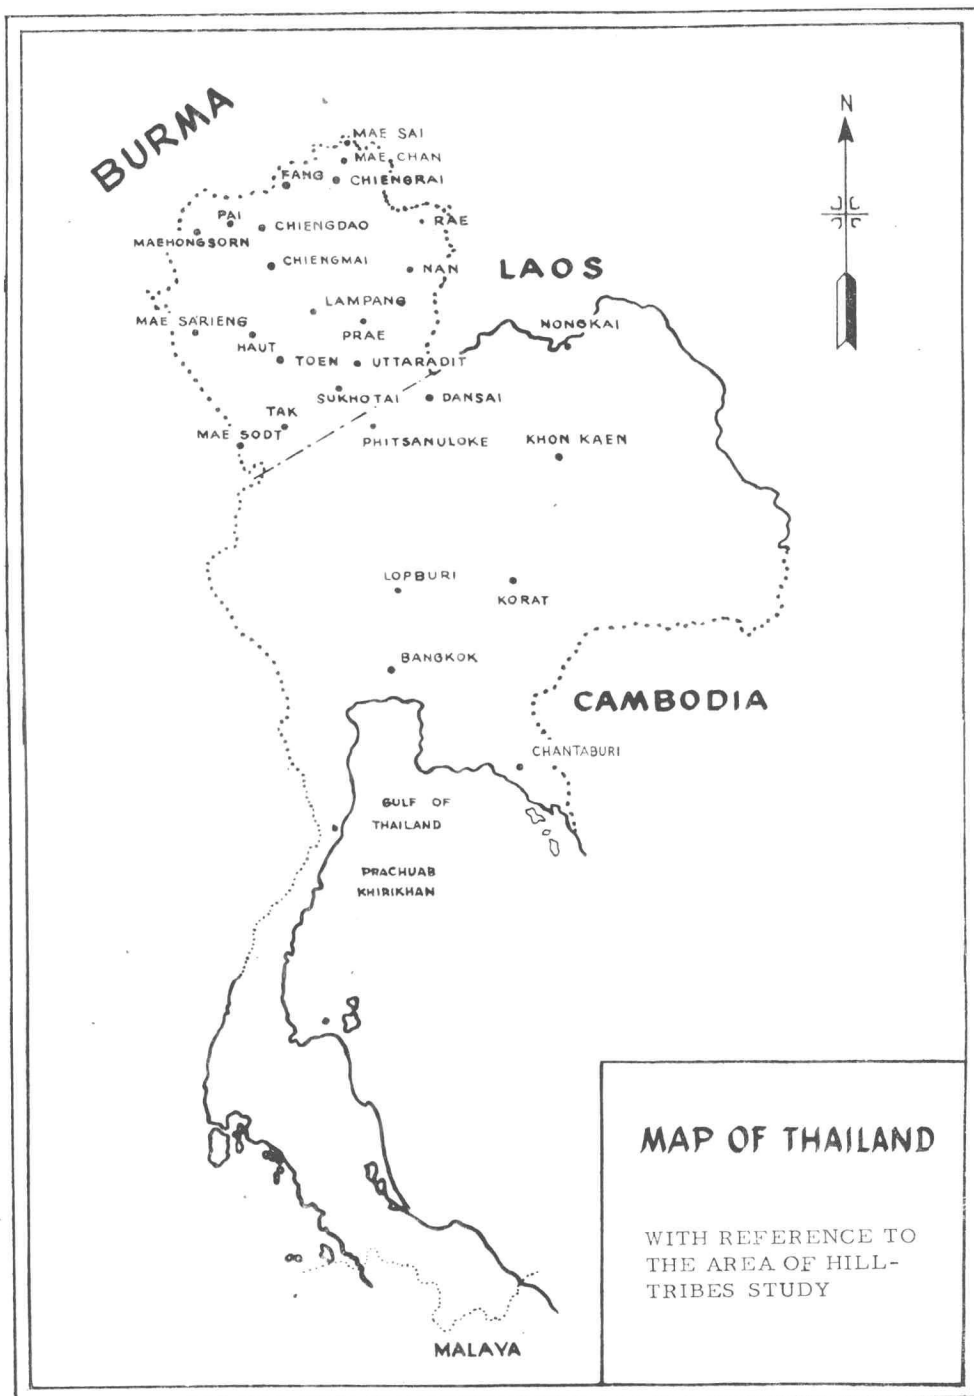 BURMA
N
MAE SAI
MAE CHAN
FANG
CHIENGRAI
PAI
RAE
CHIENGDAO
MAEHONGSORN
LAOS
CHIENGMAI
NAN
LAMPANG
MAE SARIENG
NONGKAI
PRAE
HAUT
TOEN
UTTARADIT
SUKHOTAI
DANSAI
TAK
MAE SODT
PHITSANULOKE
KHON KAEN
LOPBURI
KORAT
BANGKOK
CAMBODIA
CHANTABURI
GULF OF
THAILAND
PRACHUAB
KHIRIKHAN
MAP OF THAILAND
WITH REFERENCE TO
THE AREA OF HILL-
TRIBES STUDY
MALAYA